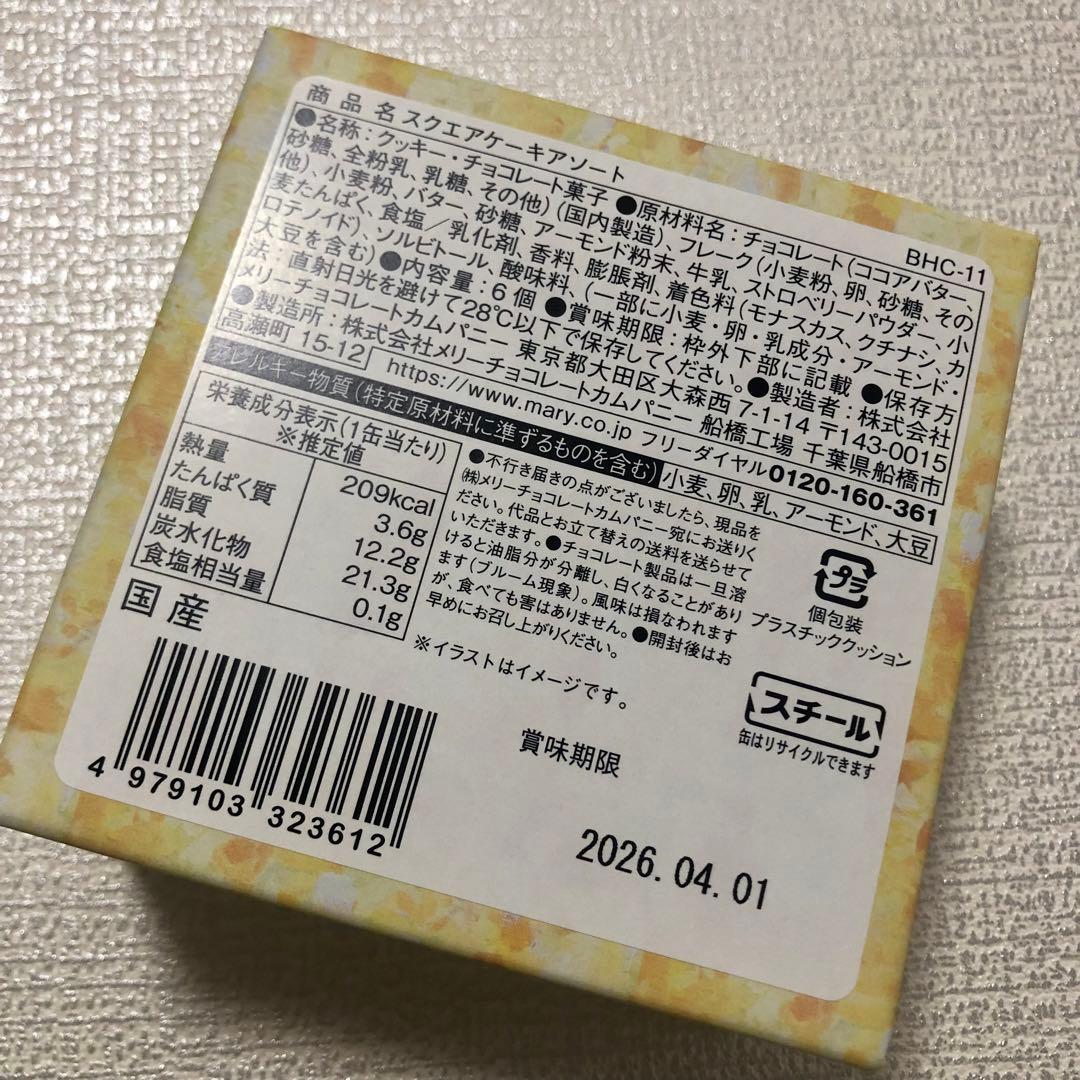 商品名 スクエアケーキアソート BHC-11
●名称：クッキー・チョコレート菓子 ●原材料名：チョコレート（ココアバター、
砂糖、全粉乳、乳糖、その他）（国内製造）、フレーク（小麦粉、卵、砂糖、その
他）、小麦粉、バター、砂糖、アーモンド粉末、牛乳、ストロベリーパウダー、小
麦たんぱく、食塩／乳化剤、香料、膨脹剤、着色料（モナスカス、クチナシ、カ
ロテノイド）、ソルビトール、酸味料、（一部に小麦・卵・乳成分・アーモンド・
大豆を含む）●内容量：6個 ●賞味期限：枠外下部に記載 ●保存方
法：直射日光を避けて28℃以下で保存してください。●製造者：株式会社
メリーチョコレートカムパニー 東京都大田区大森西7-1-14 〒143-0015
●製造所：株式会社メリーチョコレートカムパニー 船橋工場 千葉県船橋市
高瀬町15-12 https://www.mary.co.jp フリーダイヤル0120-160-361
アレルギー物質（特定原材料に準ずるものを含む） 小麦、卵、乳、アーモンド、大豆
栄養成分表示（1缶当たり）
※推定値
熱量 209kcal
たんぱく質 3.6g
脂質 12.2g
炭水化物 21.3g
食塩相当量 0.1g
●不行き届きの点がございましたら、現品を
㈱メリーチョコレートカムパニー宛にお送りく
ださい。代品とお立て替えの送料を送らせて
いただきます。●チョコレート製品は一旦溶
けると油脂分が分離し、白くなることがあり
ます（ブルーム現象）。風味は損なわれます
が、食べても害はありません。●開封後はお
早めにお召し上がりください。
※イラストはイメージです。
プラ
個包装
プラスチッククッション
スチール
缶はリサイクルできます
国産
4 979103 323612
賞味期限
2026.04.01